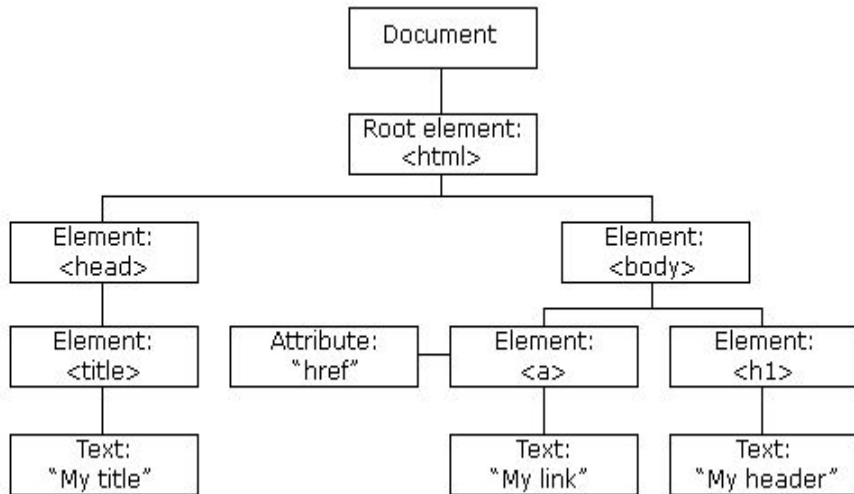 Document
Root element:
<html>
Element:
<head>
Element:
<body>
Element:
<title>
Attribute:
“href”
Element:
<a>
Element:
<h1>
Text:
“My title”
Text:
“My link”
Text:
“My header”